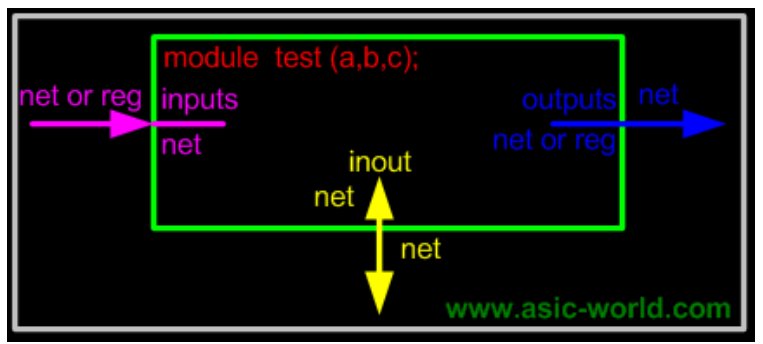 module test (a,b,c);
net or reg
inputs
outputs
net
net
net or reg
inout
net
net
www.asic-world.com